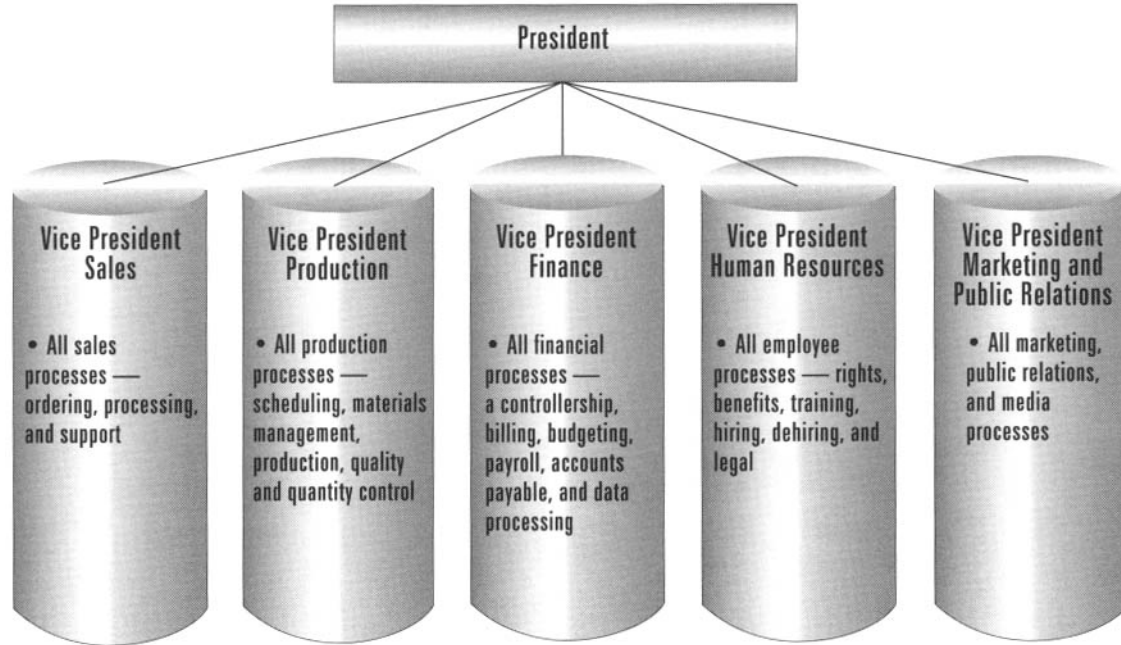 President
Vice President
Sales
• All sales
processes —
ordering, processing,
and support
Vice President
Production
• All production
processes —
scheduling, materials
management,
production, quality
and quantity control
Vice President
Finance
• All financial
processes —
a controllership,
billing, budgeting,
payroll, accounts
payable, and data
processing
Vice President
Human Resources
• All employee
processes — rights,
benefits, training,
hiring, dehiring, and
legal
Vice President
Marketing and
Public Relations
• All marketing,
public relations,
and media
processes